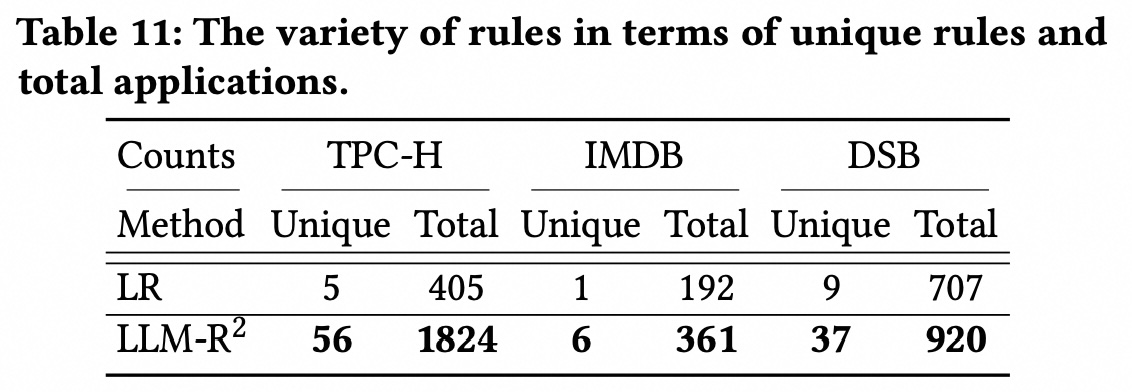 Table 11: The variety of rules in terms of unique rules and
total applications.
Counts TPC-H IMDB DSB
Method Unique Total Unique Total Unique Total
LR 5 405 1 192 9 707
LLM-R² 56 1824 6 361 37 920